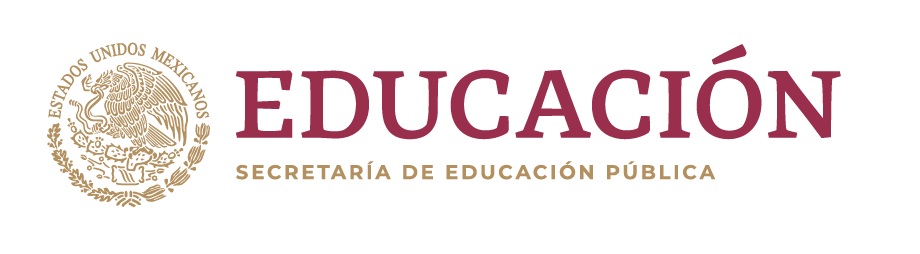 ESTADOS UNIDOS MEXICANOS
EDUCACIÓN
SECRETARÍA DE EDUCACIÓN PÚBLICA